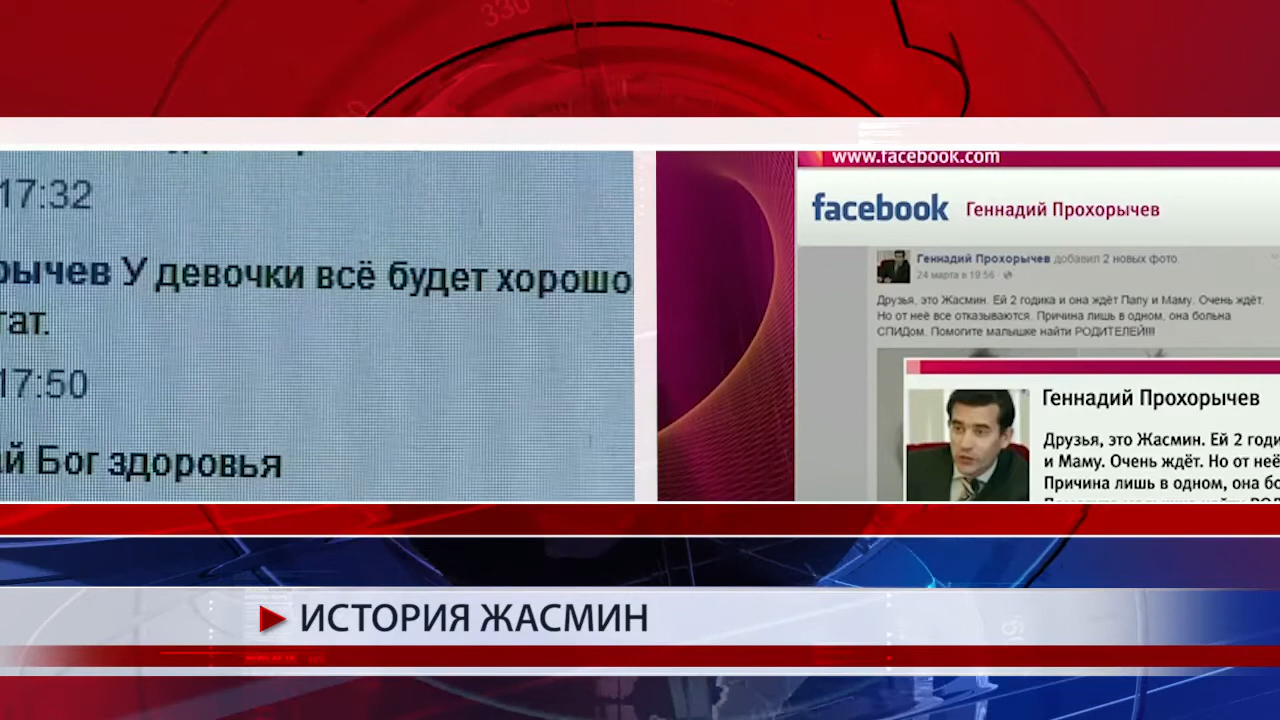 330
17:32
рычев У девочки всё будет хорошо
тат.
17:50
ай Бог здоровья
www.facebook.com
facebook Геннадий Прохорычев
Геннадий Прохорычев добавил 2 новых фото.
24 марта в 19:56
Друзья, это Жасмин. Ей 2 годика и она ждёт Папу и Маму. Очень ждёт.
Но от неё все отказываются. Причина лишь в одном, она больна
СПИДом. Помогите малышке найти РОДИТЕЛЕЙ!!!!
Геннадий Прохорычев
Друзья, это Жасмин. Ей 2 годи
и Маму. Очень ждёт. Но от неё
Причина лишь в одном, она бо
ИСТОРИЯ ЖАСМИН